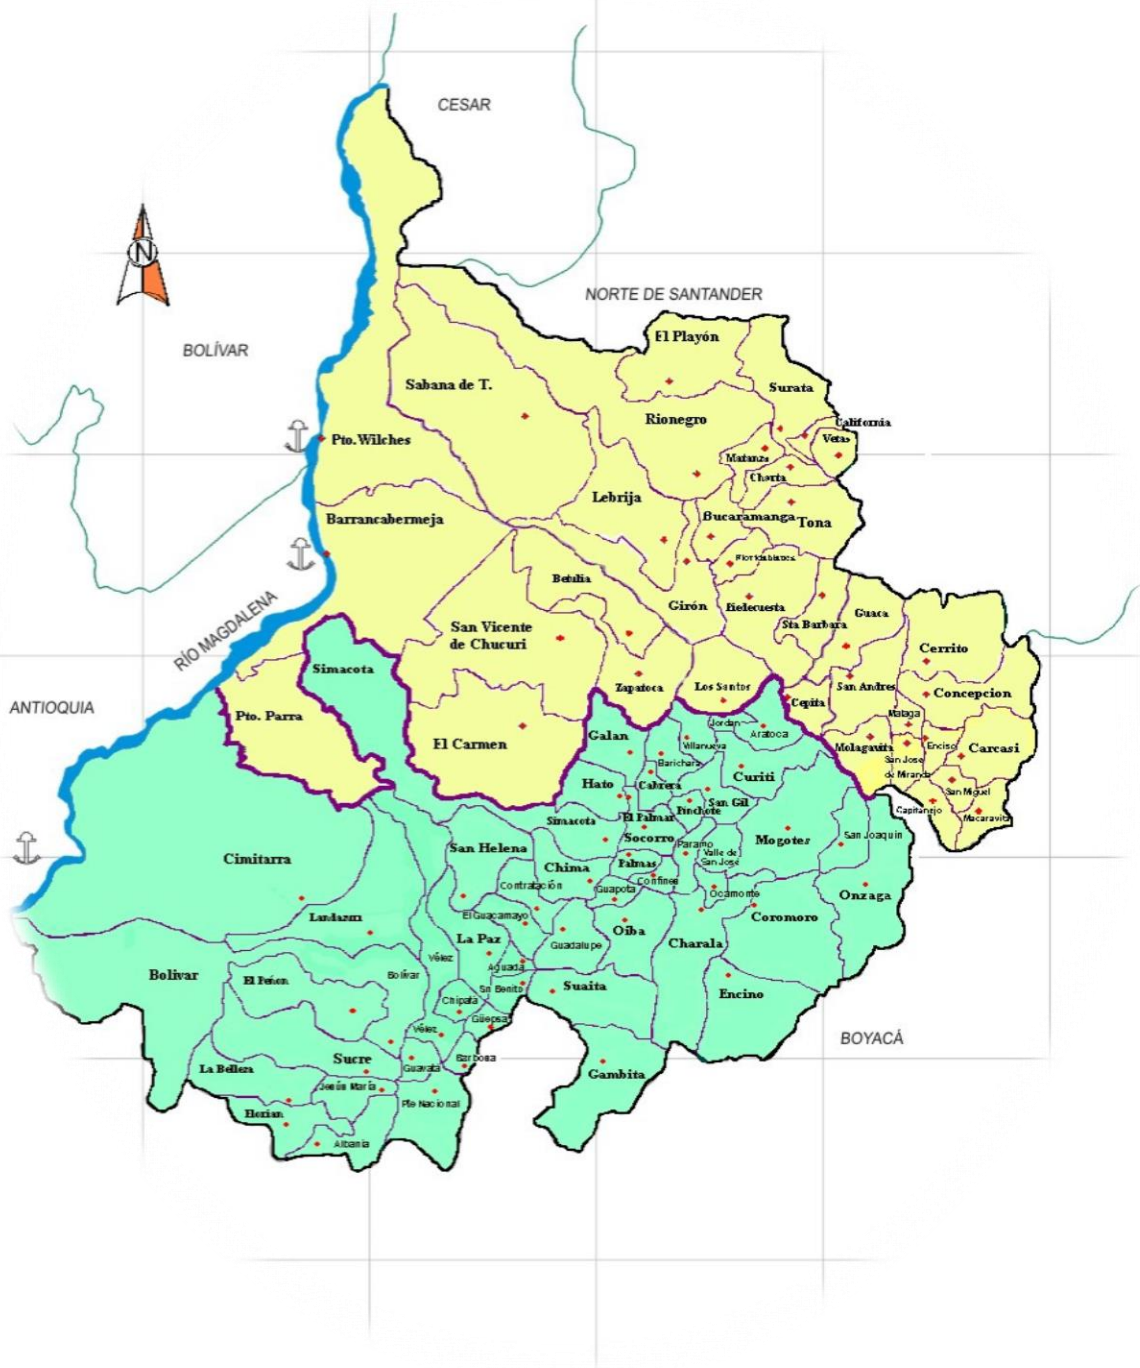 CESAR
N
NORTE DE SANTANDER
BOLÍVAR
El Playón
Sabana de T.
Surata
Rionegro
California
Vetas
Pto. Wilches
Matanza
Charta
Lebrija
Barrancabermeja
Bucaramanga
Tona
Floridablanca
Betulia
Girón
Piedecuesta
Guaca
Sta Barbara
RÍO MAGDALENA
San Vicente
de Chucuri
Cerrito
Simacota
Zapatoca
Los Santos
San Andres
Concepcion
Cepita
ANTIOQUIA
Pto. Parra
Malaga
Jordan
Aratoca
Galan
El Carmen
Villanueva
Molagavita
Enciso
Carcasi
San Jose
de Miranda
Barichara
Curiti
Hato
Cabrera
San Miguel
San Gil
Pinchote
Capitanejo
Macaravita
Simacota
El Palmar
Socorro
Mogotes
San Joaquin
San Helena
Paramo
Valle de
San José
Cimitarra
Chima
Palmas
Confines
Contratación
Guapota
Ocamonte
Onzaga
Landazuri
El Guacamayo
Coromoro
Oiba
La Paz
Guadalupe
Charala
Vélez
Aguada
Bolivar
El Peñon
Bolívar
Suaita
Sn Benito
Encino
Chipatá
Güepsa
Vélez
BOYACÁ
Sucre
Barbosa
La Belleza
Guavata
Gambita
Jesús María
Pte Nacional
Florian
Albania